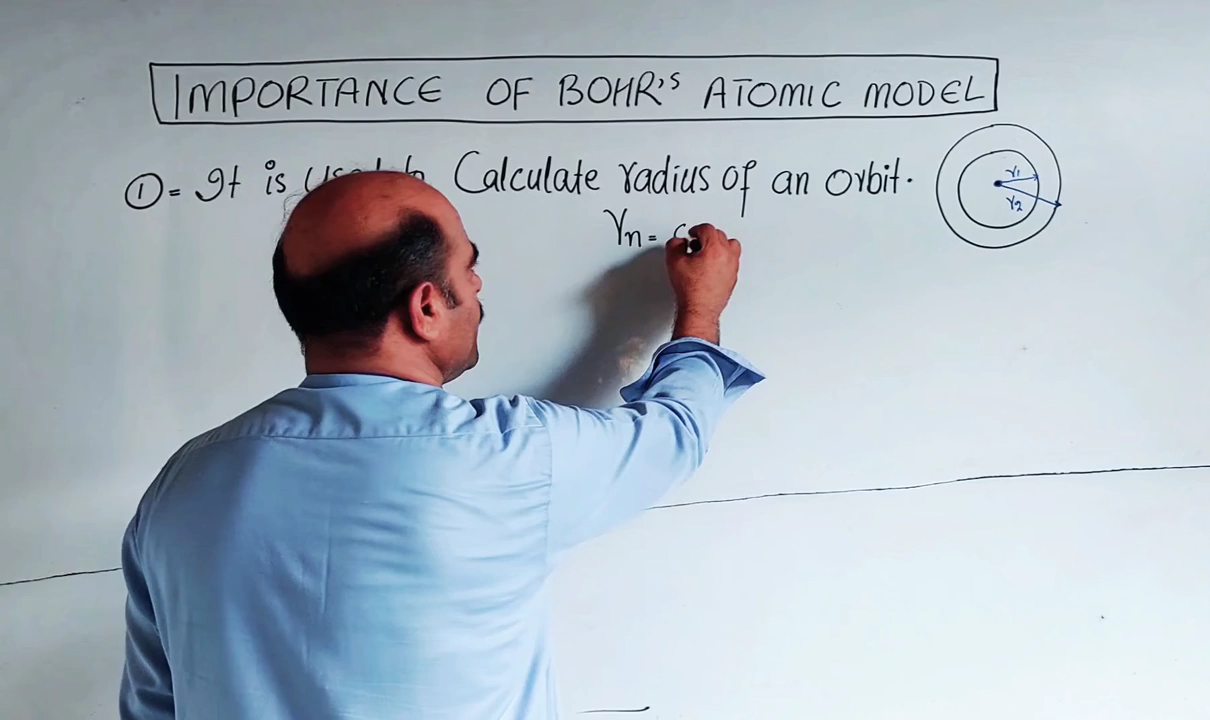 IMPORTANCE OF BOHR'S ATOMIC MODEL
①= It is Calculate radius of an Orbit.
r1
r2
rn =